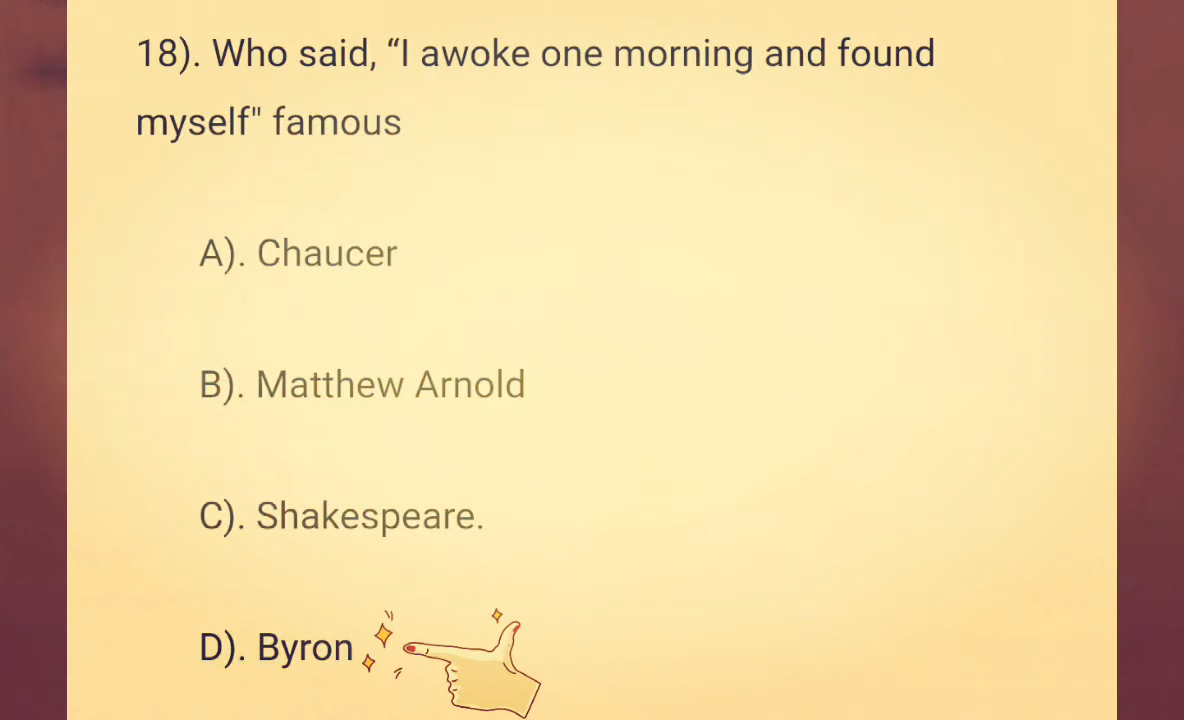 18). Who said, “I awoke one morning and found
myself" famous
A). Chaucer
B). Matthew Arnold
C). Shakespeare.
D). Byron